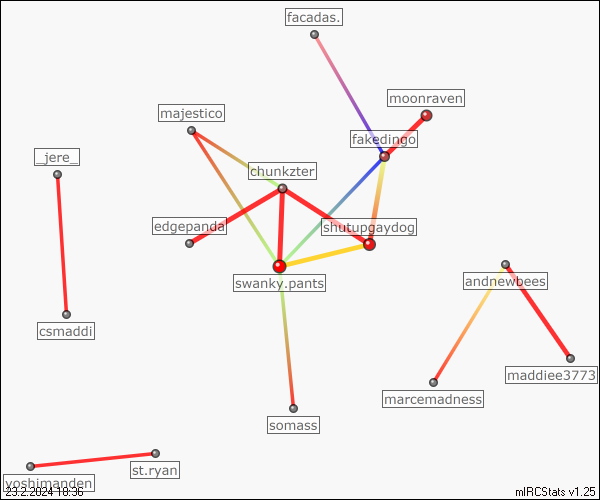 facadas.
moonraven
majestico
fakedingo
_jere_
chunkzter
edgepanda
shutupgaydog
swanky.pants
andnewbees
csmaddi
maddiee3773
marcemadness
somass
st.ryan
yoshimanden
23.2.2024 18:36
mIRCStats v1.25